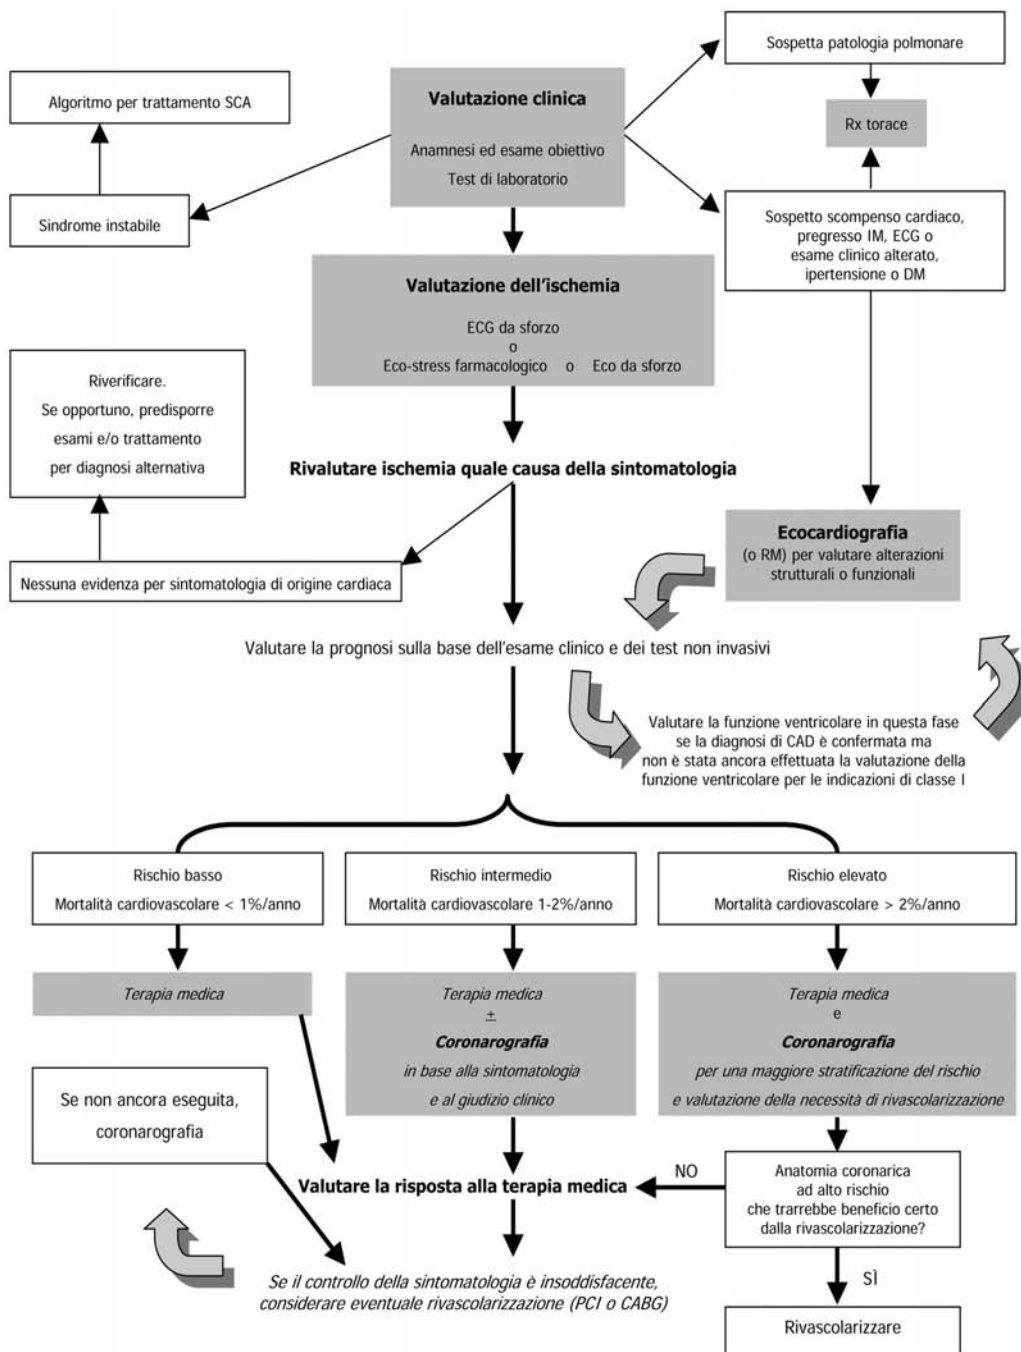 Sospetta patologia polmonare
Algoritmo per trattamento SCA
Valutazione clinica
Anamnesi ed esame obiettivo
Test di laboratorio
Rx torace
Sindrome instabile
Sospetto scompenso cardiaco,
pregresso IM, ECG o
esame clinico alterato,
ipertensione o DM
Valutazione dell'ischemia
ECG da sforzo
o
Eco-stress farmacologico o Eco da sforzo
Riverificare.
Se opportuno, predisporre
esami e/o trattamento
per diagnosi alternativa
Rivalutare ischemia quale causa della sintomatologia
Nessuna evidenza per sintomatologia di origine cardiaca
Ecocardiografia
(o RM) per valutare alterazioni
strutturali o funzionali
Valutare la prognosi sulla base dell'esame clinico e dei test non invasivi
Valutare la funzione ventricolare in questa fase
se la diagnosi di CAD è confermata ma
non è stata ancora effettuata la valutazione della
funzione ventricolare per le indicazioni di classe I
Rischio basso
Mortalità cardiovascolare < 1%/anno
Rischio intermedio
Mortalità cardiovascolare 1-2%/anno
Rischio elevato
Mortalità cardiovascolare > 2%/anno
Terapia medica
Terapia medica
±
Coronarografia
in base alla sintomatologia
e al giudizio clinico
Terapia medica
e
Coronarografia
per una maggiore stratificazione del rischio
e valutazione della necessità di rivascolarizzazione
Se non ancora eseguita,
coronarografia
Valutare la risposta alla terapia medica
NO
Anatomia coronarica
ad alto rischio
che trarrebbe beneficio certo
dalla rivascolarizzazione?
SÌ
Se il controllo della sintomatologia è insoddisfacente,
considerare eventuale rivascolarizzazione (PCI o CABG)
Rivascolarizzare